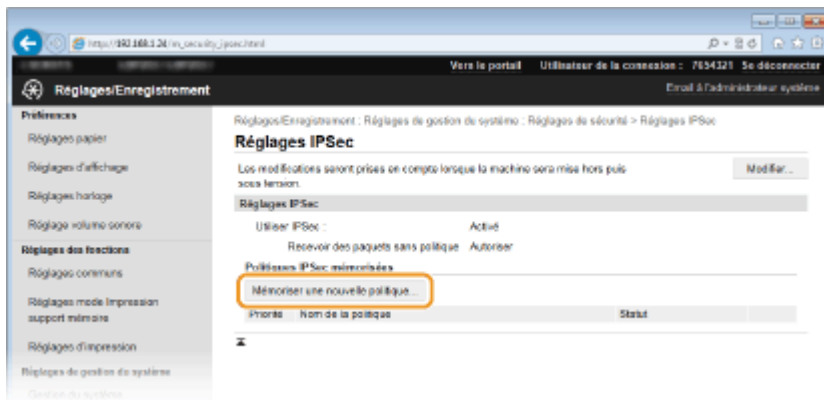 http://192.168.1.24/m_security_ipsec.html
Vers le portail Utilisateur de la connexion : 7654321 Se déconnecter
Réglages/Enregistrement
Email à l'administrateur système
Préférences
Réglages papier
Réglages d'affichage
Réglages horloge
Réglage volume sonore
Réglages des fonctions
Réglages communs
Réglages mode Impression
support mémoire
Réglages d'impression
Réglages de gestion du système
Gestion du système
Réglages/Enregistrement : Réglages de gestion du système : Réglages de sécurité > Réglages IPSec
Réglages IPSec
Les modifications seront prises en compte lorsque la machine sera mise hors puis
sous tension.
Modifier...
Réglages IPSec
Utiliser IPSec : Activé
Recevoir des paquets sans politique Autoriser
Politiques IPSec mémorisées
Mémoriser une nouvelle politique...
Priorité Nom de la politique Statut